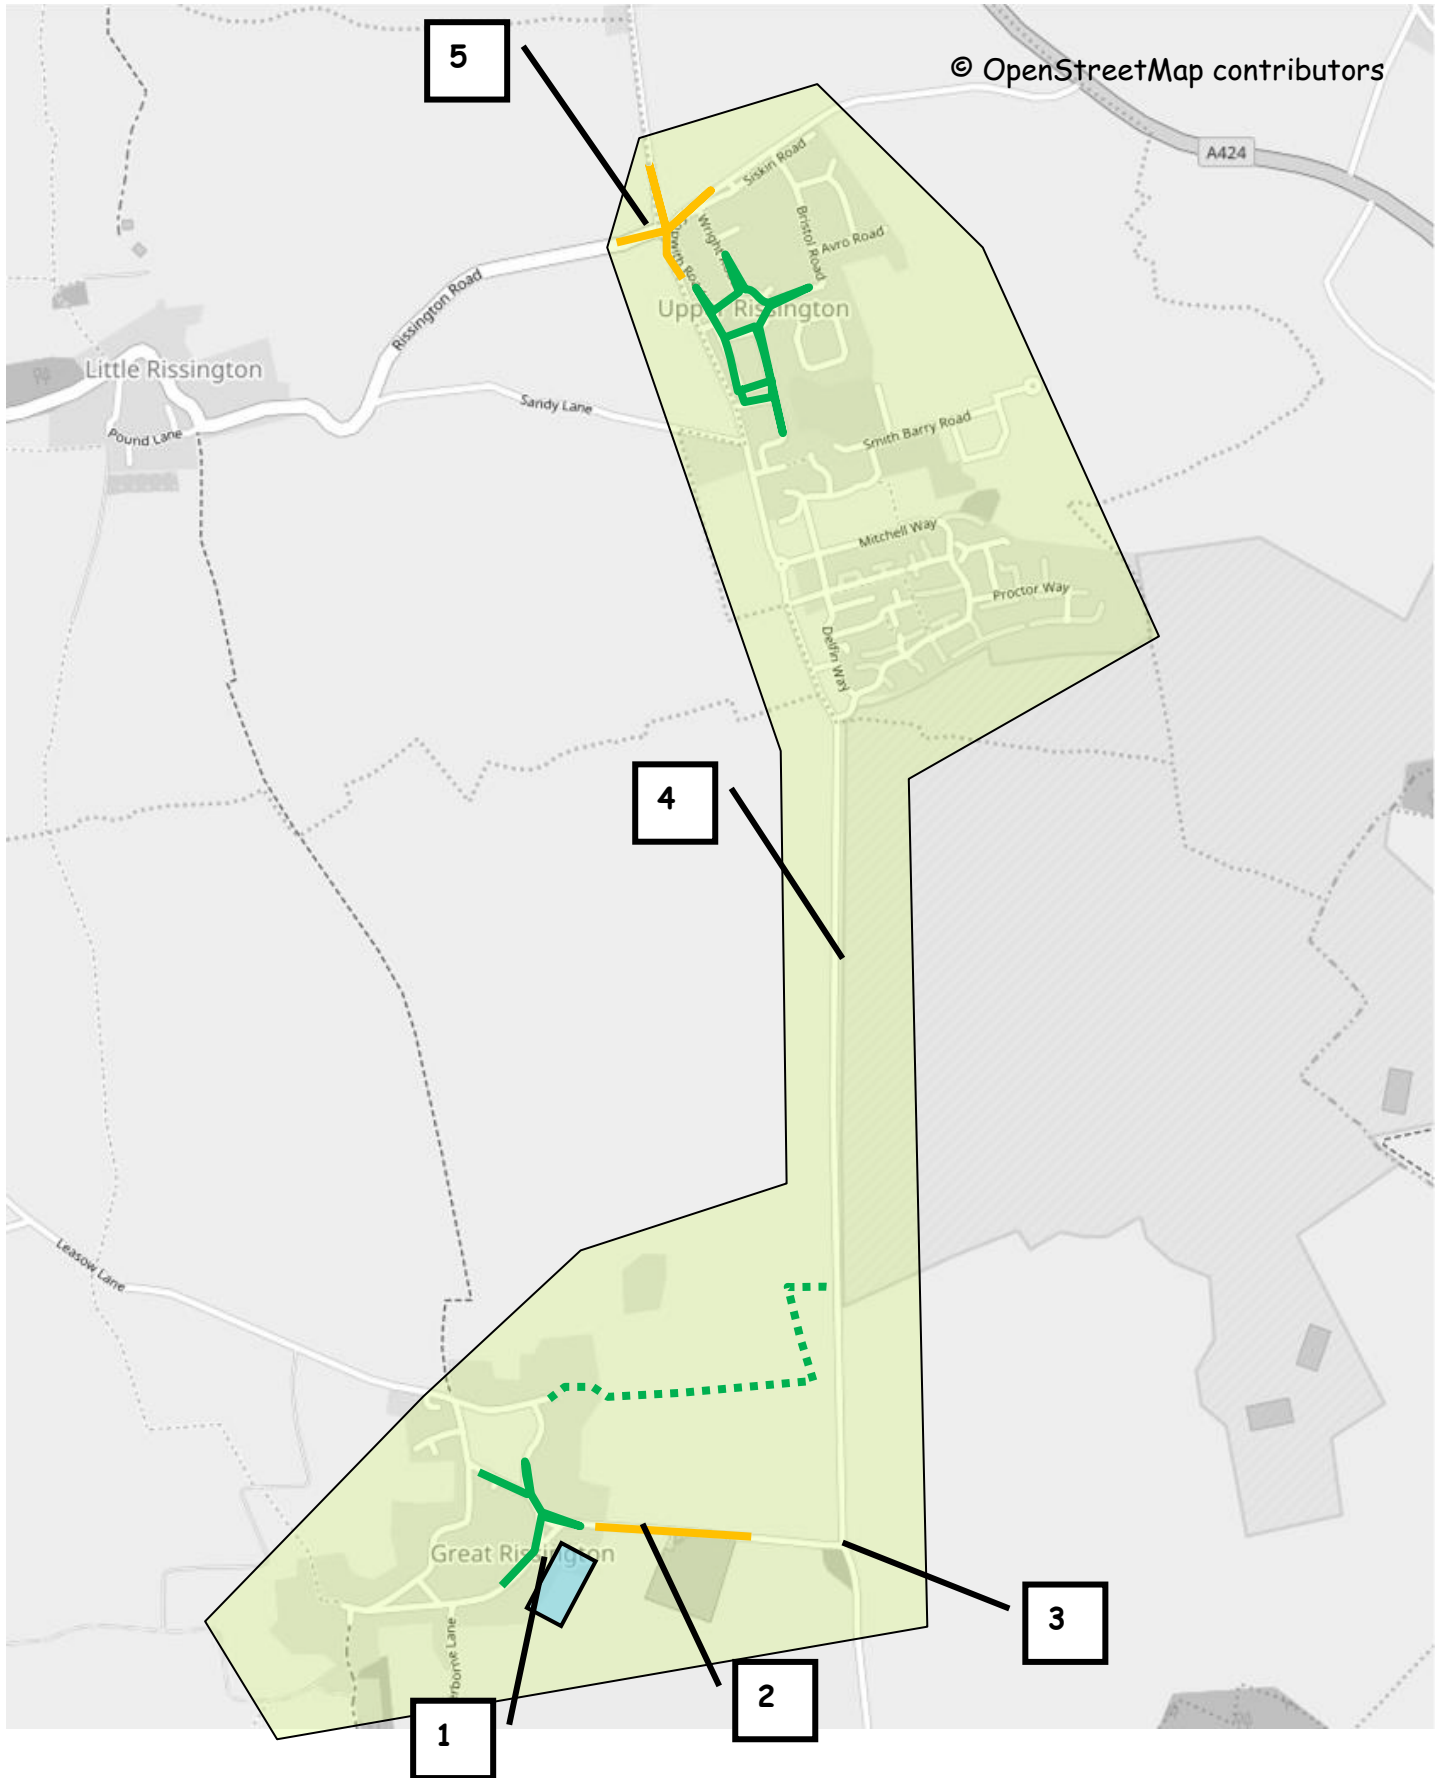 5
© OpenStreetMap contributors
A424
Siskin Road
Wright
Bristol Road
Avro Road
Rissington Road
Upper Rissington
Little Rissington
Sandy Lane
Pound Lane
Smith Barry Road
Mitchell Way
Proctor Way
Delfin Way
4
Leasow Lane
Great Rissington
3
2
1